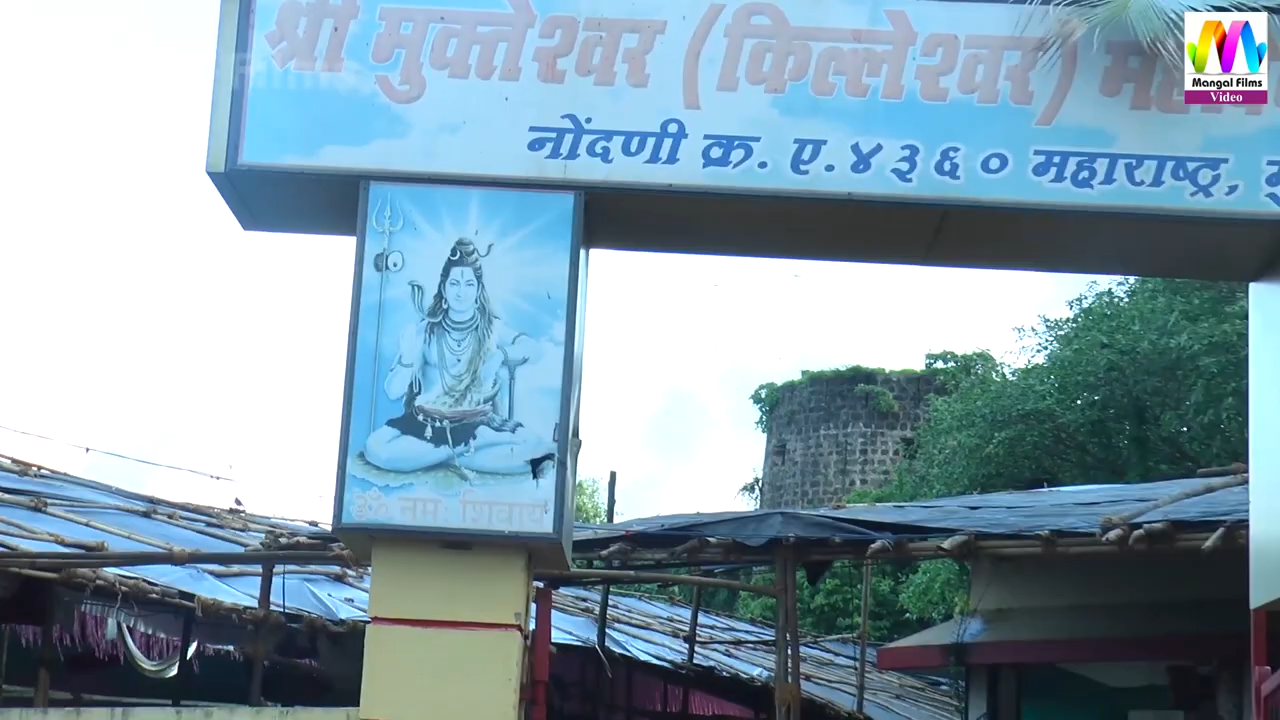 श्री मुक्तेश्वर (किल्लेश्वर)
नोंदणी क्र. ए.४३६० महाराष्ट्र,
ॐ नमः शिवाय
Mangal Films
Video